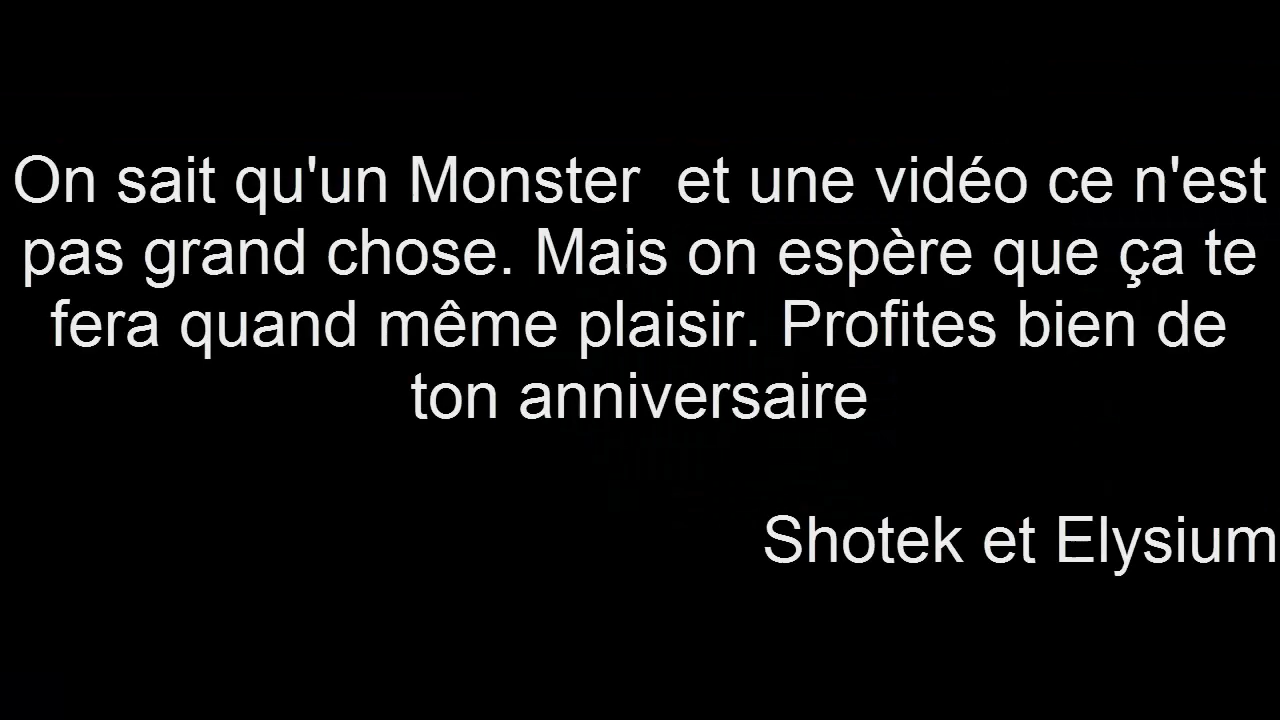 On sait qu'un Monster  et une vidéo ce n'est
pas grand chose. Mais on espère que ça te
fera quand même plaisir. Profites bien de
ton anniversaire
Shotek et Elysium